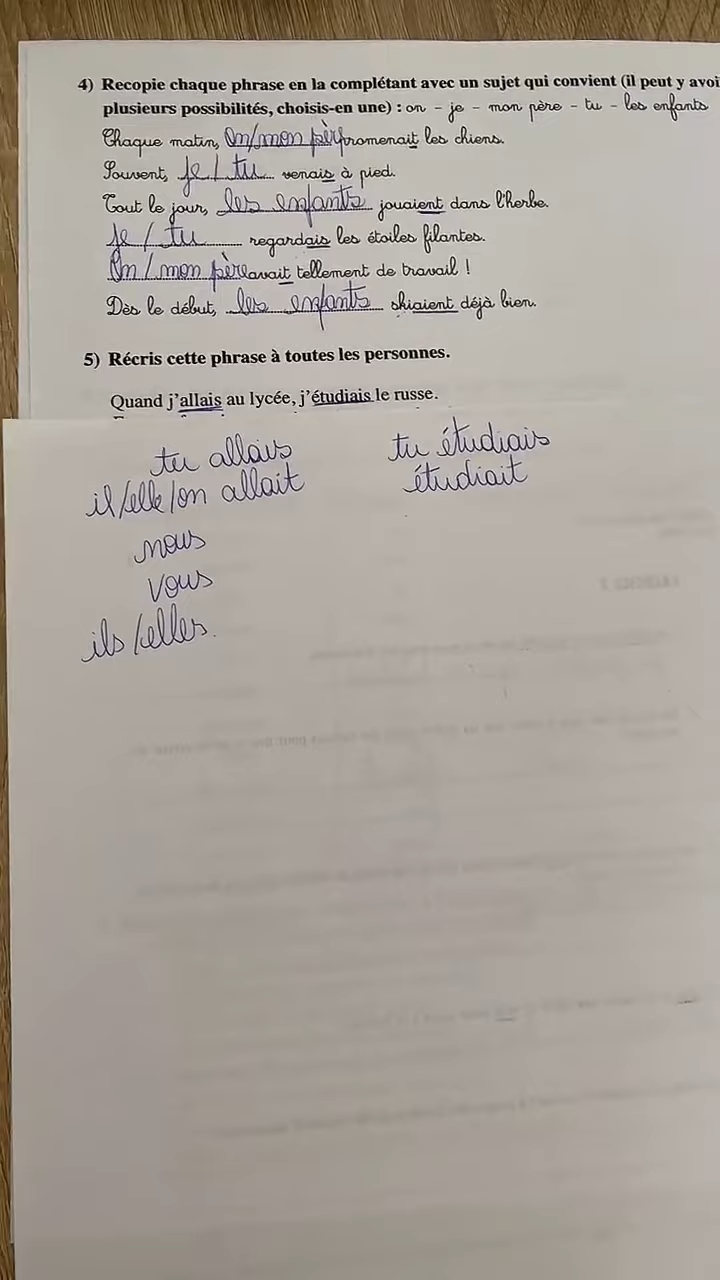 4) Recopie chaque phrase en la complétant avec un sujet qui convient (il peut y avoi
plusieurs possibilités, choisis-en une) : on – je – mon père – tu – les enfants
Chaque matin, On/mon père promenait les chiens.
Souvent, je / tu venais à pied.
Tout le jour, les enfants jouaient dans l'herbe.
je / tu regardais les étoiles filantes.
On / mon père avait tellement de travail !
Dès le début, les enfants skiaient déjà bien.
5) Récris cette phrase à toutes les personnes.
Quand j'allais au lycée, j'étudiais le russe.
tu allais tu étudiais
il/elle/on allait étudiait
nous
vous
ils/elles.